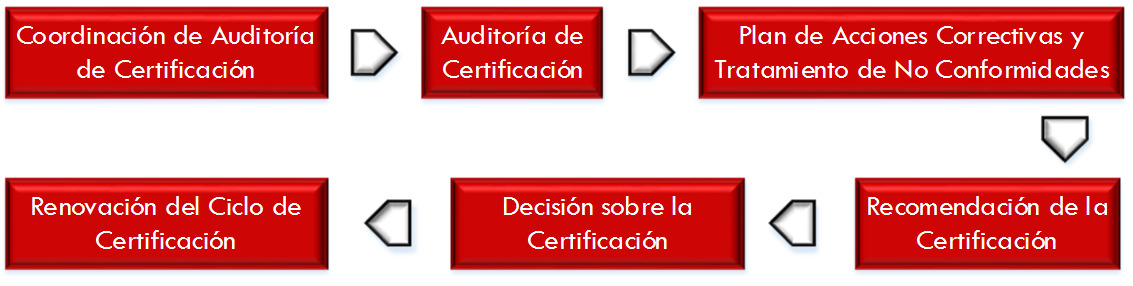 Coordinación de Auditoría
de Certificación
Auditoría de
Certificación
Plan de Acciones Correctivas y
Tratamiento de No Conformidades
Recomendación de la
Certificación
Decisión sobre la
Certificación
Renovación del Ciclo de
Certificación